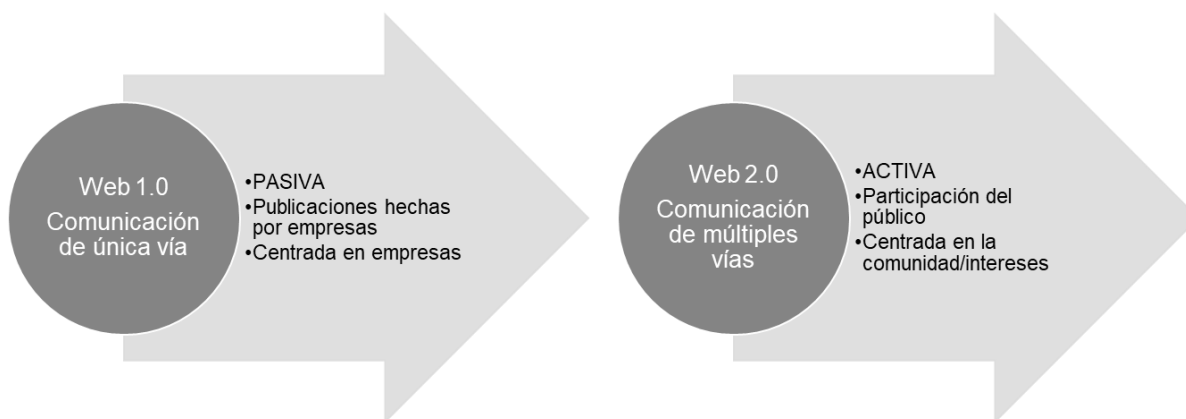 Web 1.0
Comunicación
de única vía
•PASIVA
•Publicaciones hechas
por empresas
•Centrada en empresas
Web 2.0
Comunicación
de múltiples
vías
•ACTIVA
•Participación del
público
•Centrada en la
comunidad/intereses